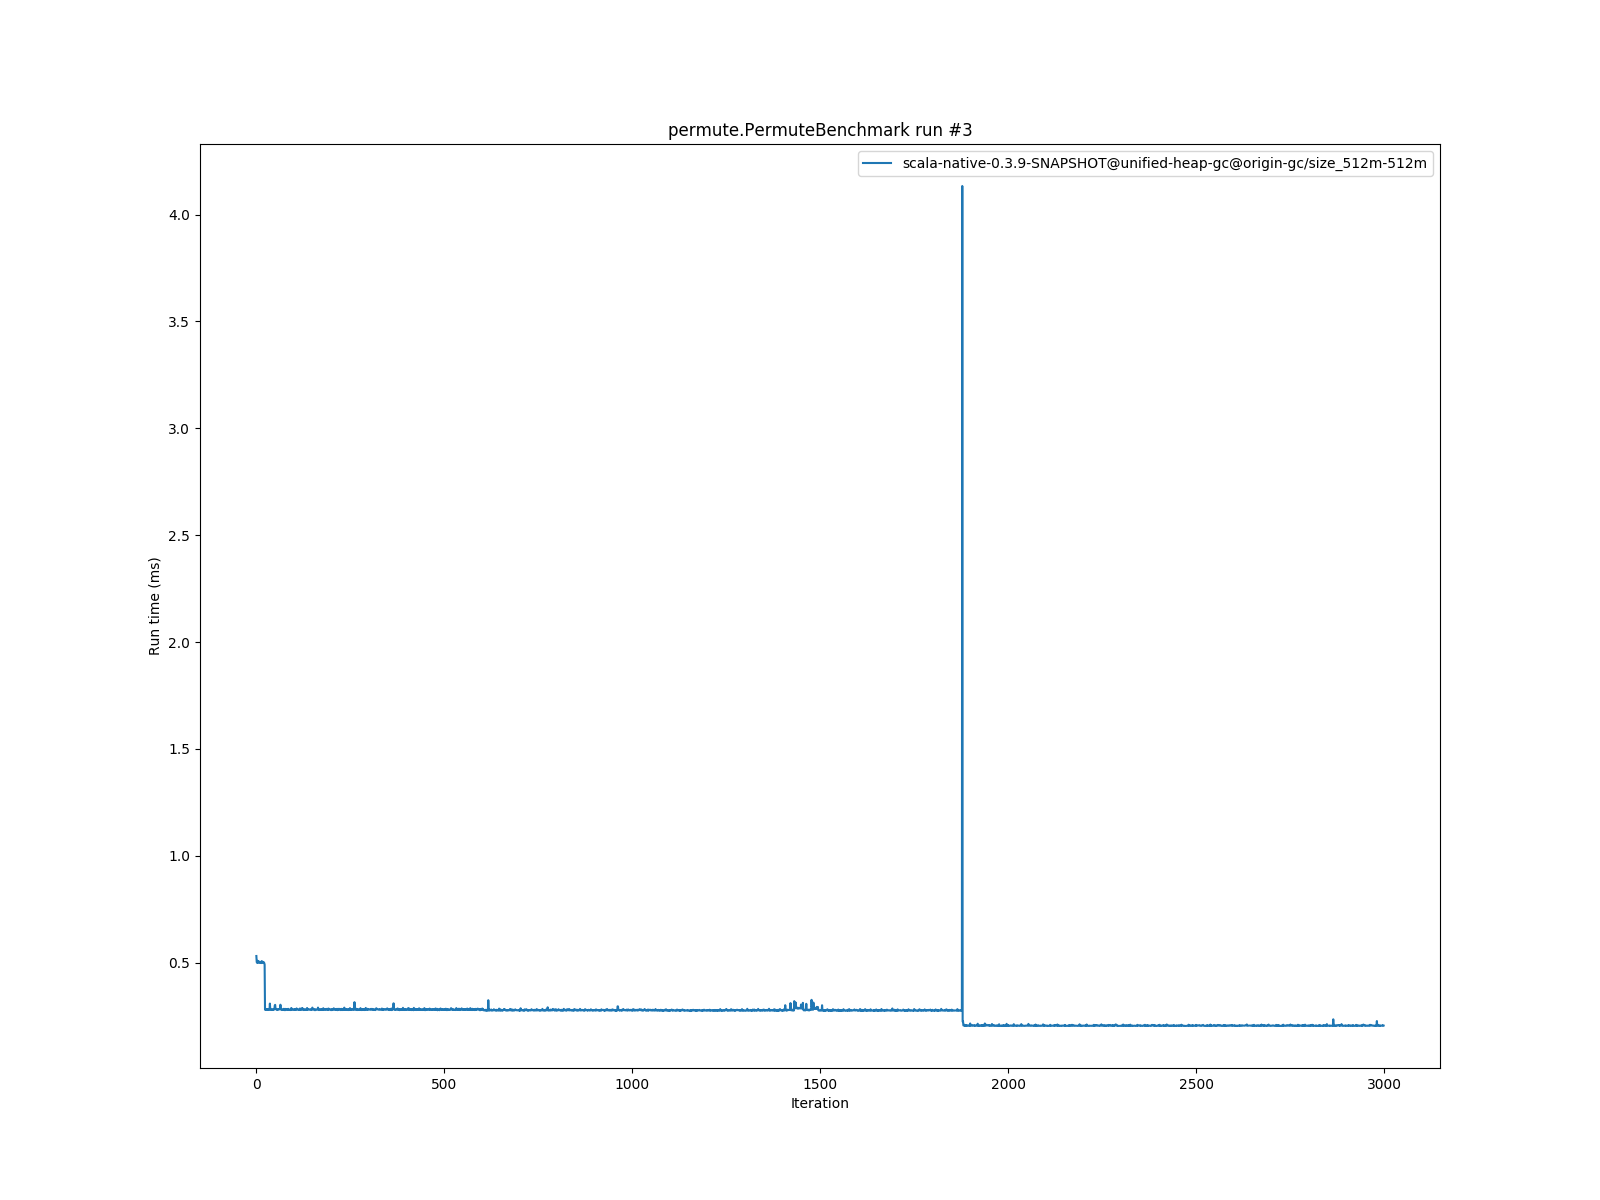 permute.PermuteBenchmark run #3
scala-native-0.3.9-SNAPSHOT@unified-heap-gc@origin-gc/size_512m-512m
4.0
3.5
3.0
2.5
2.0
1.5
1.0
0.5
Run time (ms)
0 500 1000 1500 2000 2500 3000
Iteration